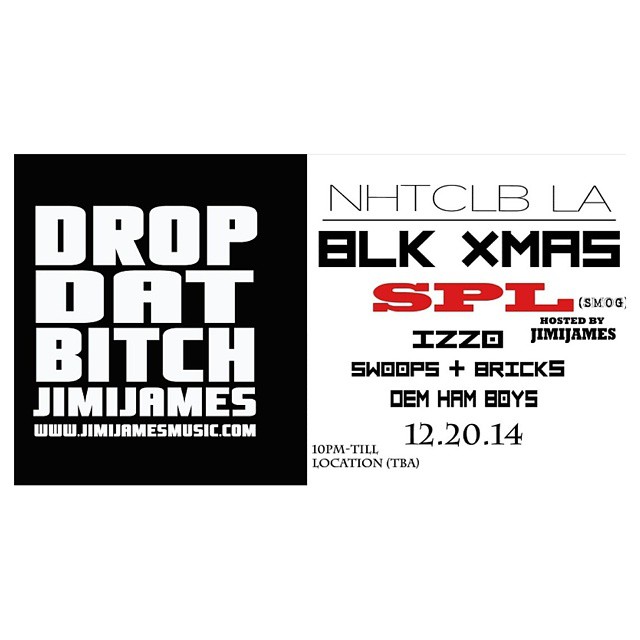 DROP
DAT
BITCH
JIMIJAMES
WWW.JIMIJAMESMUSIC.COM
NHTCLB LA
BLK XMAS
SPL (SMOG)
HOSTED BY
JIMIJAMES
IZZO
SWOOPS + BRICKS
DEM HAM BOYS
12.20.14
10PM-TILL
LOCATION (TBA)